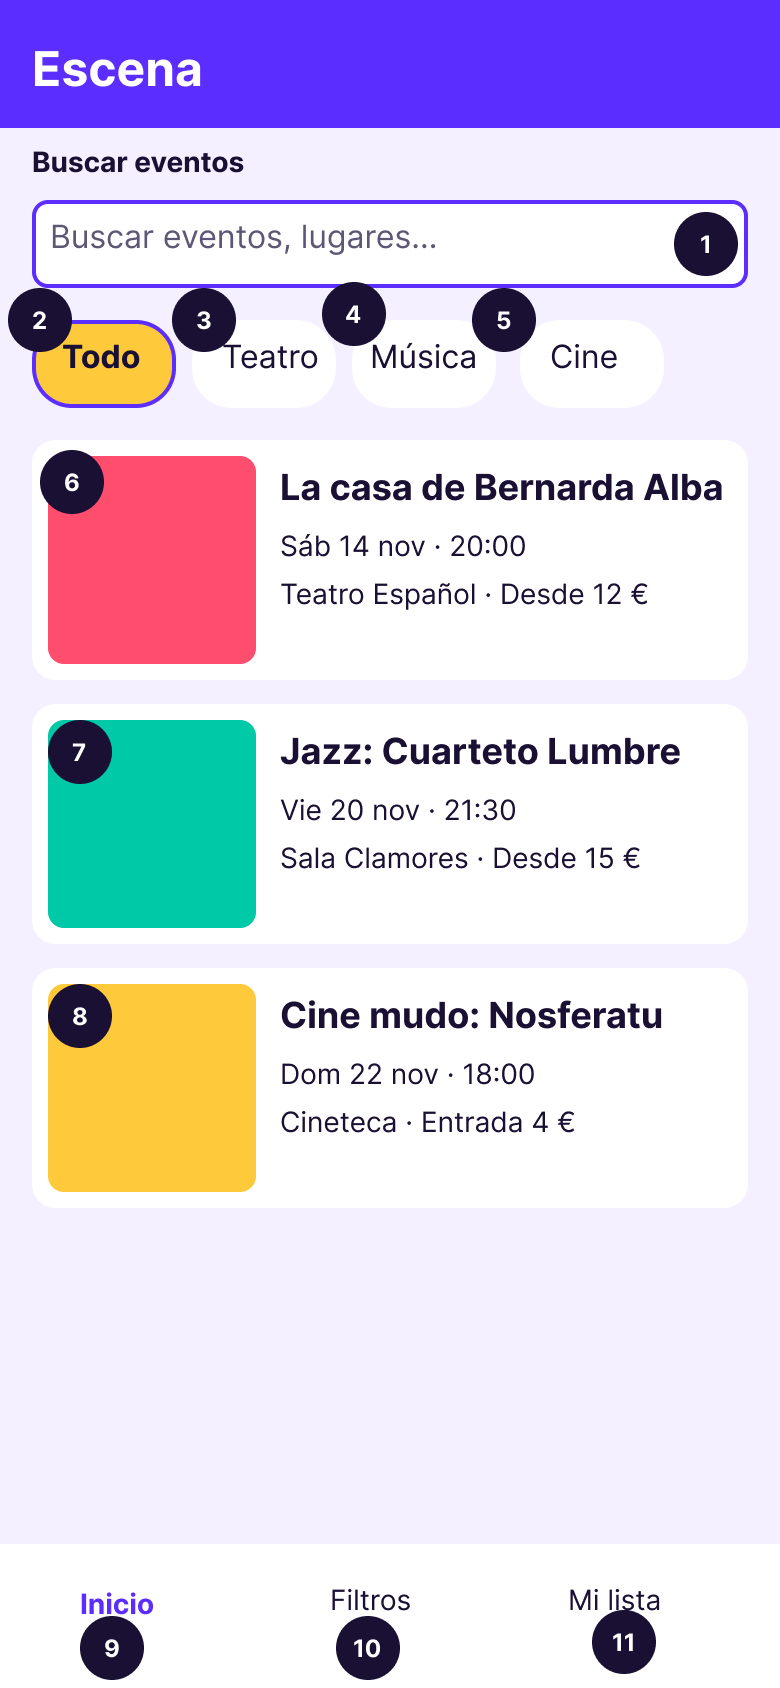 Escena
Buscar eventos
Buscar eventos, lugares...
1
2
3
4
5
Todo
Teatro
Música
Cine
6
La casa de Bernarda Alba
Sáb 14 nov · 20:00
Teatro Español · Desde 12 €
7
Jazz: Cuarteto Lumbre
Vie 20 nov · 21:30
Sala Clamores · Desde 15 €
8
Cine mudo: Nosferatu
Dom 22 nov · 18:00
Cineteca · Entrada 4 €
Inicio
Filtros
Mi lista
9
10
11